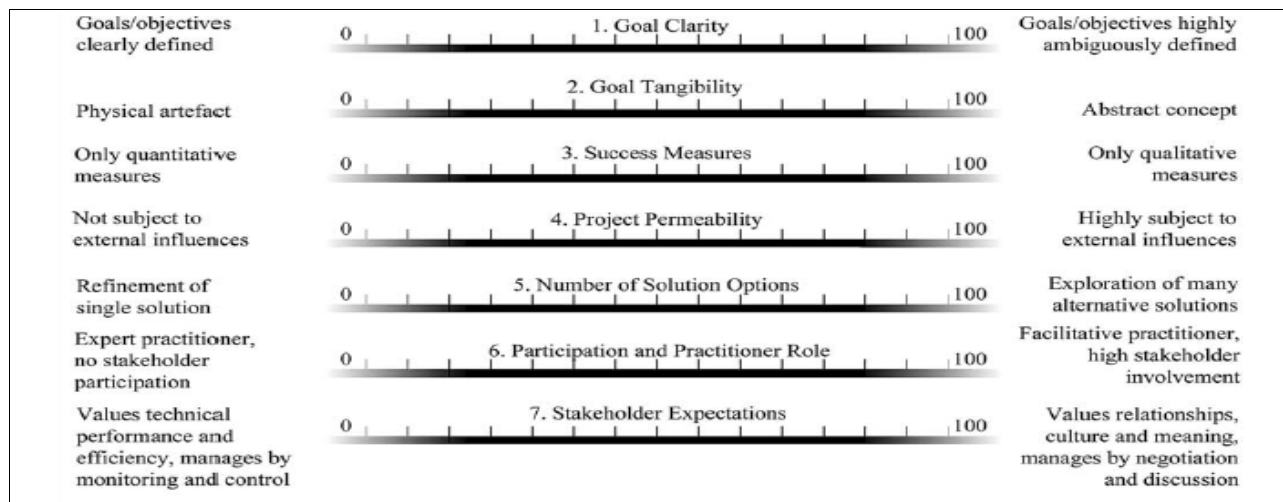 Goals/objectives
clearly defined
0
1. Goal Clarity
100
Goals/objectives highly
ambiguously defined
Physical artefact
0
2. Goal Tangibility
100
Abstract concept
Only quantitative
measures
0
3. Success Measures
100
Only qualitative
measures
Not subject to
external influences
0
4. Project Permeability
100
Highly subject to
external influences
Refinement of
single solution
0
5. Number of Solution Options
100
Exploration of many
alternative solutions
Expert practitioner,
no stakeholder
participation
0
6. Participation and Practitioner Role
100
Facilitative practitioner,
high stakeholder
involvement
Values technical
performance and
efficiency, manages by
monitoring and control
0
7. Stakeholder Expectations
100
Values relationships,
culture and meaning,
manages by negotiation
and discussion